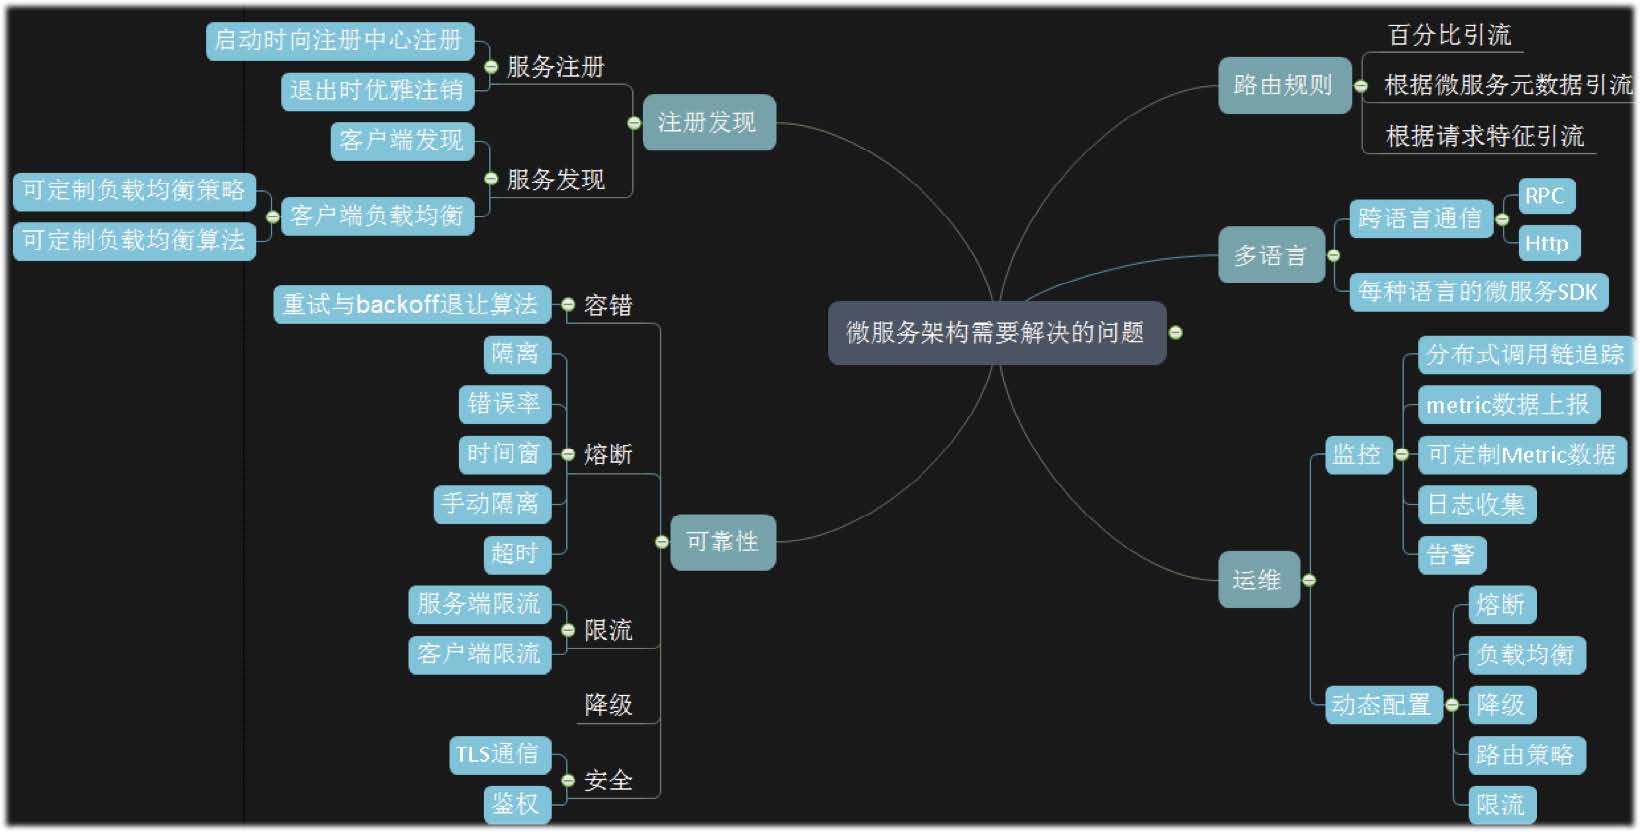 微服务架构需要解决的问题
注册发现
服务注册
启动时向注册中心注册
退出时优雅注销
服务发现
客户端发现
客户端负载均衡
可定制负载均衡策略
可定制负载均衡算法
可靠性
容错
重试与backoff退让算法
熔断
隔离
错误率
时间窗
手动隔离
超时
限流
服务端限流
客户端限流
降级
安全
TLS通信
鉴权
路由规则
百分比引流
根据微服务元数据引流
根据请求特征引流
多语言
跨语言通信
RPC
Http
每种语言的微服务SDK
运维
监控
分布式调用链追踪
metric数据上报
可定制Metric数据
日志收集
告警
动态配置
熔断
负载均衡
降级
路由策略
限流